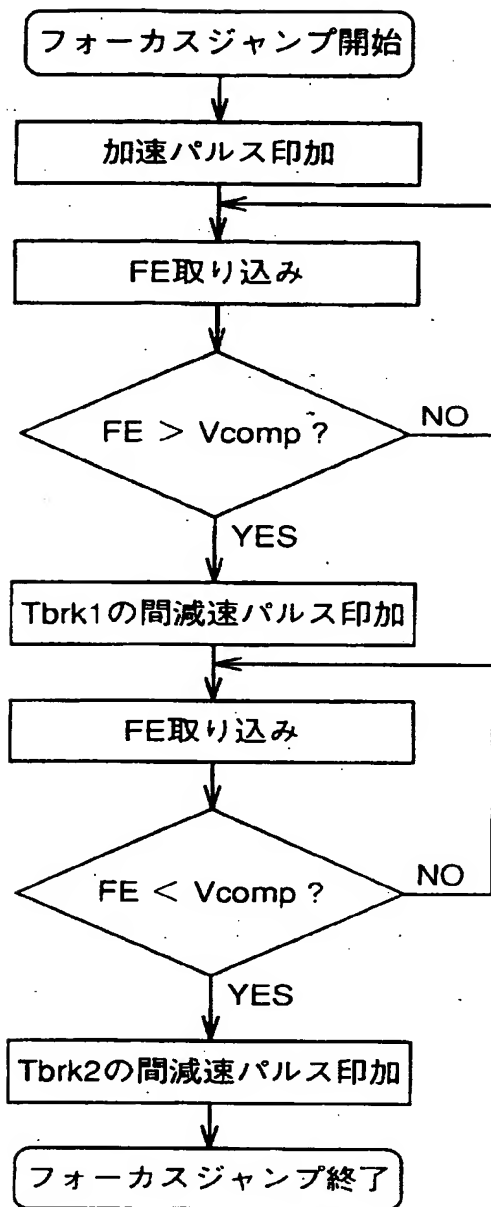 フォーカスジャンプ開始
加速パルス印加
FE取り込み
FE > Vcomp ?
NO
YES
Tbrk1の間減速パルス印加
FE取り込み
FE < Vcomp ?
NO
YES
Tbrk2の間減速パルス印加
フォーカスジャンプ終了